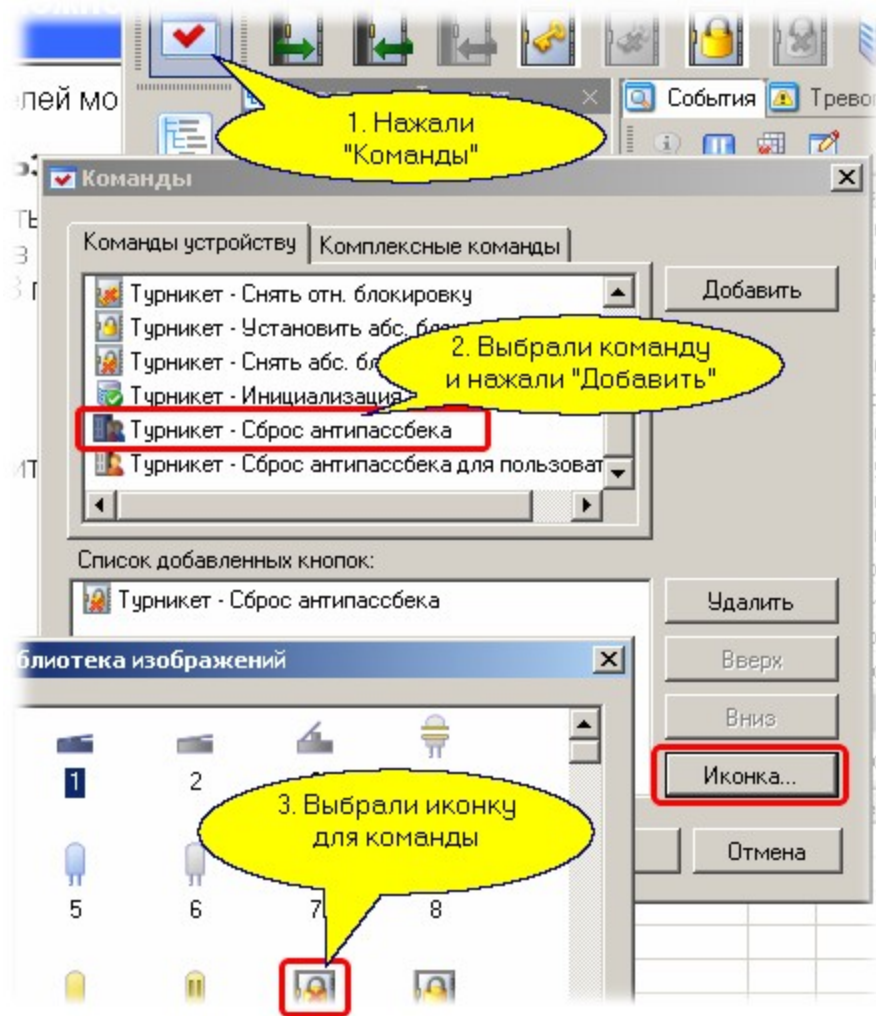 лей мо
События
Трево
1. Нажали
"Команды"
Команды
Команды устройству
Комплексные команды
Турникет - Снять отн. блокировку
Добавить
Турникет - Установить абс. бло
Турникет - Снять абс. бл
2. Выбрали команду
и нажали "Добавить"
Турникет - Инициализация
Турникет - Сброс антипассбека
Турникет - Сброс антипассбека для пользоват
Список добавленных кнопок:
Турникет - Сброс антипассбека
Удалить
блиотека изображений
Вверх
Вниз
1
2
Иконка...
3. Выбрали иконку
для команды
Отмена
5
6
7
8